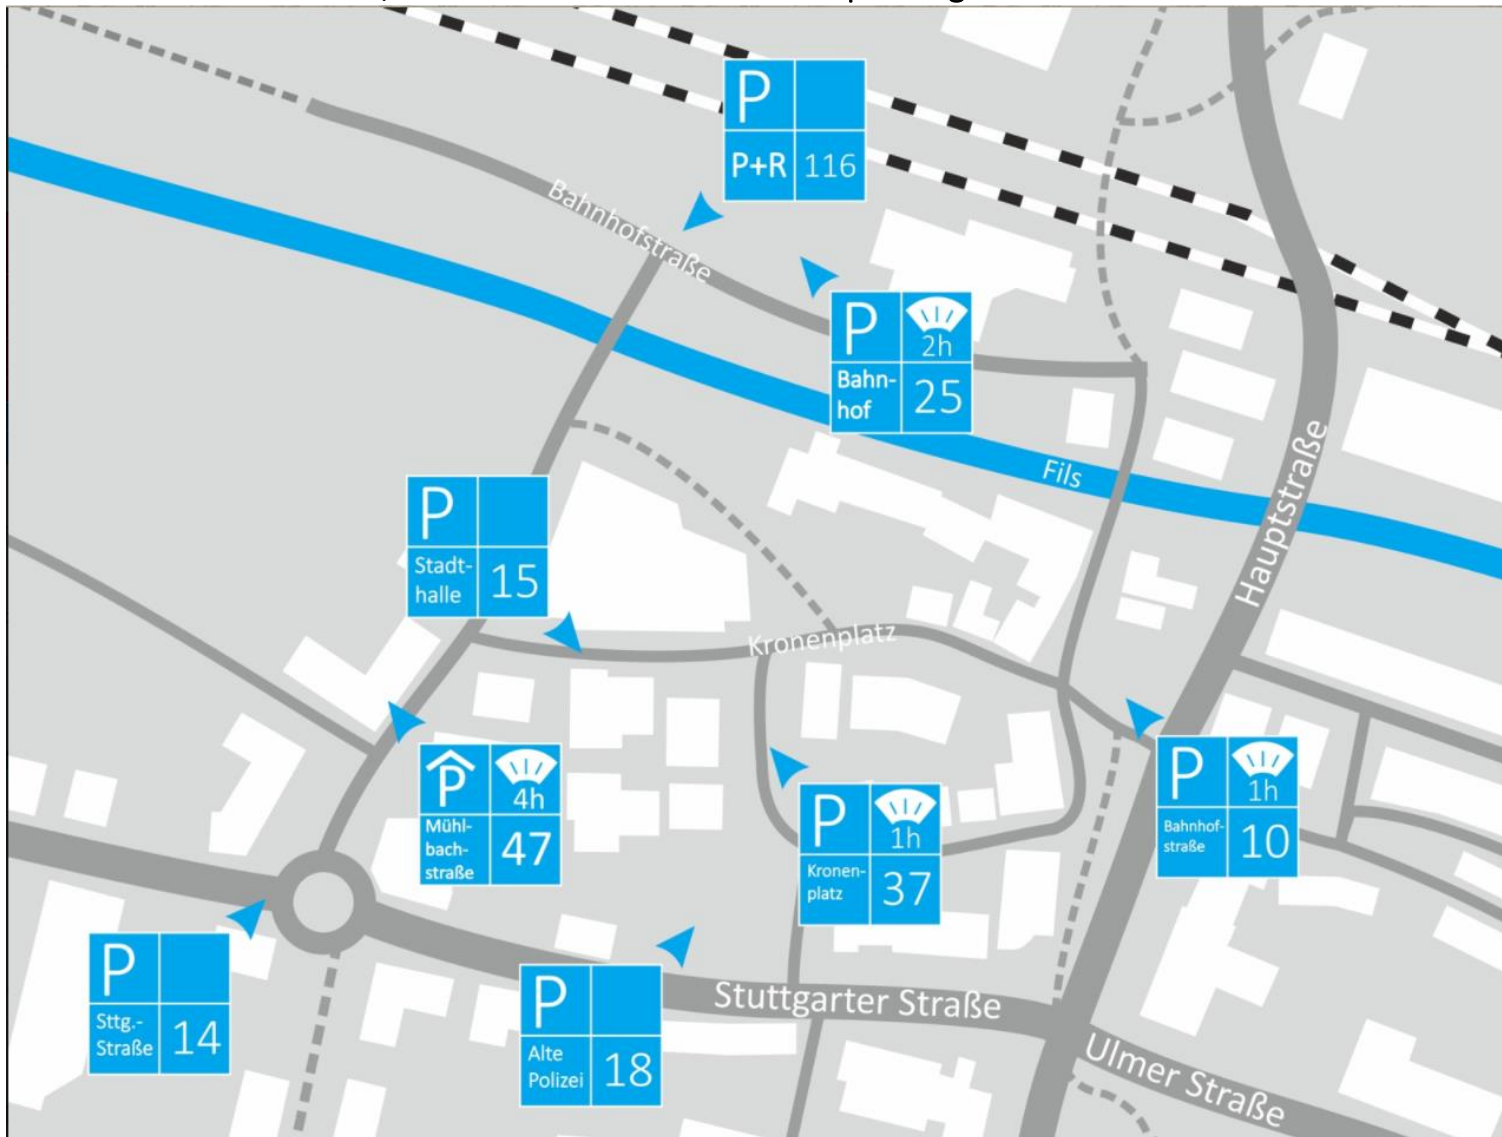 P
P+R 116
Bahnhofstraße
P
2h
Bahn-
hof
25
Fils
Hauptstraße
P
Stadt-
halle
15
Kronenplatz
P
4h
Mühl-
bach-
straße
47
P
1h
Kronen-
platz
37
P
1h
Bahnhof-
straße
10
P
Sttg.-
Straße
14
P
Alte
Polizei
18
Stuttgarter Straße
Ulmer Straße